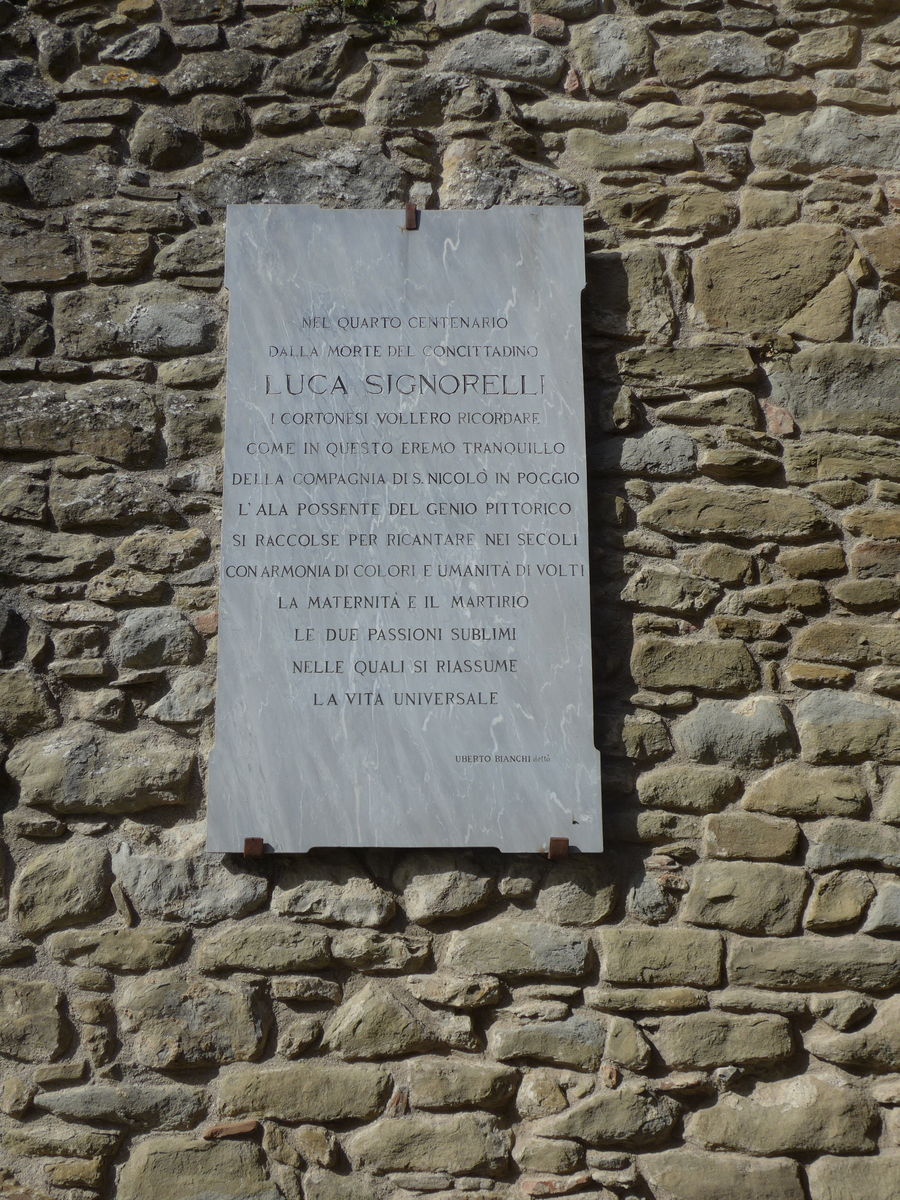 NEL QUARTO CENTENARIO
DALLA MORTE DEL CONCITTADINO
LUCA SIGNORELLI
I CORTONESI VOLLERO RICORDARE
COME IN QUESTO EREMO TRANQUILLO
DELLA COMPAGNIA DI S. NICOLÒ IN POGGIO
L'ALA POSSENTE DEL GENIO PITTORICO
SI RACCOLSE PER RICANTARE NEI SECOLI
CON ARMONIA DI COLORI E UMANITÀ DI VOLTI
LA MATERNITÀ E IL MARTIRIO
LE DUE PASSIONI SUBLIMI
NELLE QUALI SI RIASSUME
LA VITA UNIVERSALE
UBERTO BIANCHI dettò